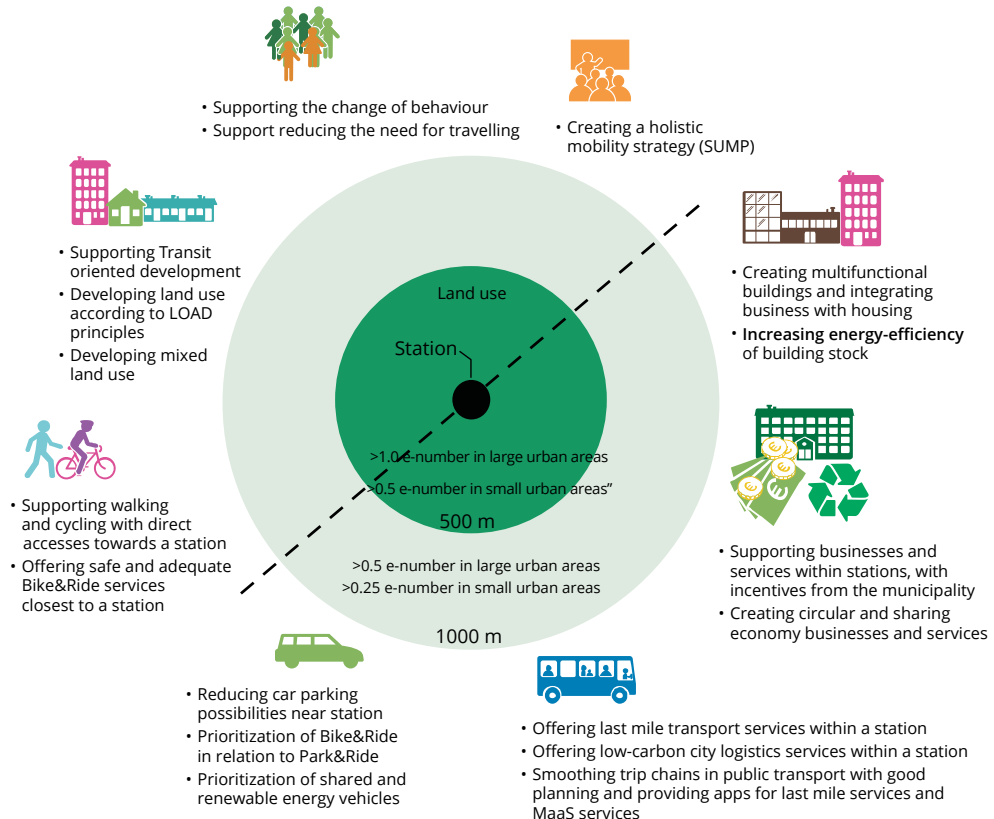 • Supporting the change of behaviour
• Support reducing the need for travelling
• Creating a holistic
mobility strategy (SUMP)
• Supporting Transit
oriented development
• Developing land use
according to LOAD
principles
• Developing mixed
land use
• Creating multifunctional
buildings and integrating
business with housing
• Increasing energy-efficiency
of building stock
Land use
Station
>1.0 e-number in large urban areas
>0.5 e-number in small urban areas”
500 m
>0.5 e-number in large urban areas
>0.25 e-number in small urban areas
1000 m
• Supporting walking
and cycling with direct
accesses towards a station
• Offering safe and adequate
Bike&Ride services
closest to a station
• Supporting businesses and
services within stations, with
incentives from the municipality
• Creating circular and sharing
economy businesses and services
• Reducing car parking
possibilities near station
• Prioritization of Bike&Ride
in relation to Park&Ride
• Prioritization of shared and
renewable energy vehicles
• Offering last mile transport services within a station
• Offering low-carbon city logistics services within a station
• Smoothing trip chains in public transport with good
planning and providing apps for last mile services and
MaaS services